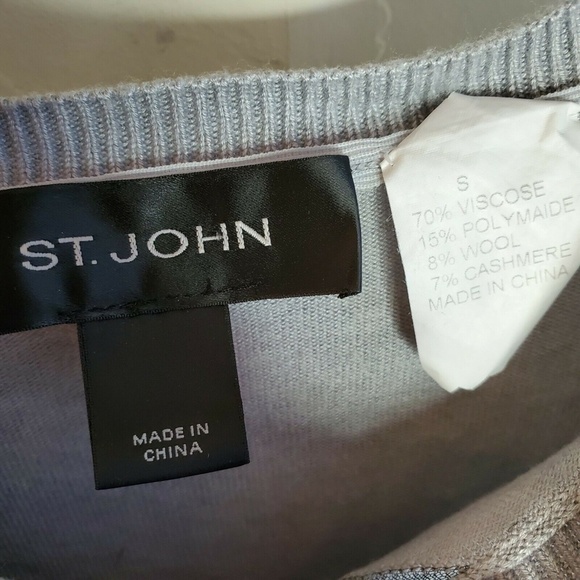 ST. JOHN
MADE IN
CHINA
S
70% VISCOSE
15% POLYMAIDE
8% WOOL
7% CASHMERE
MADE IN CHINA